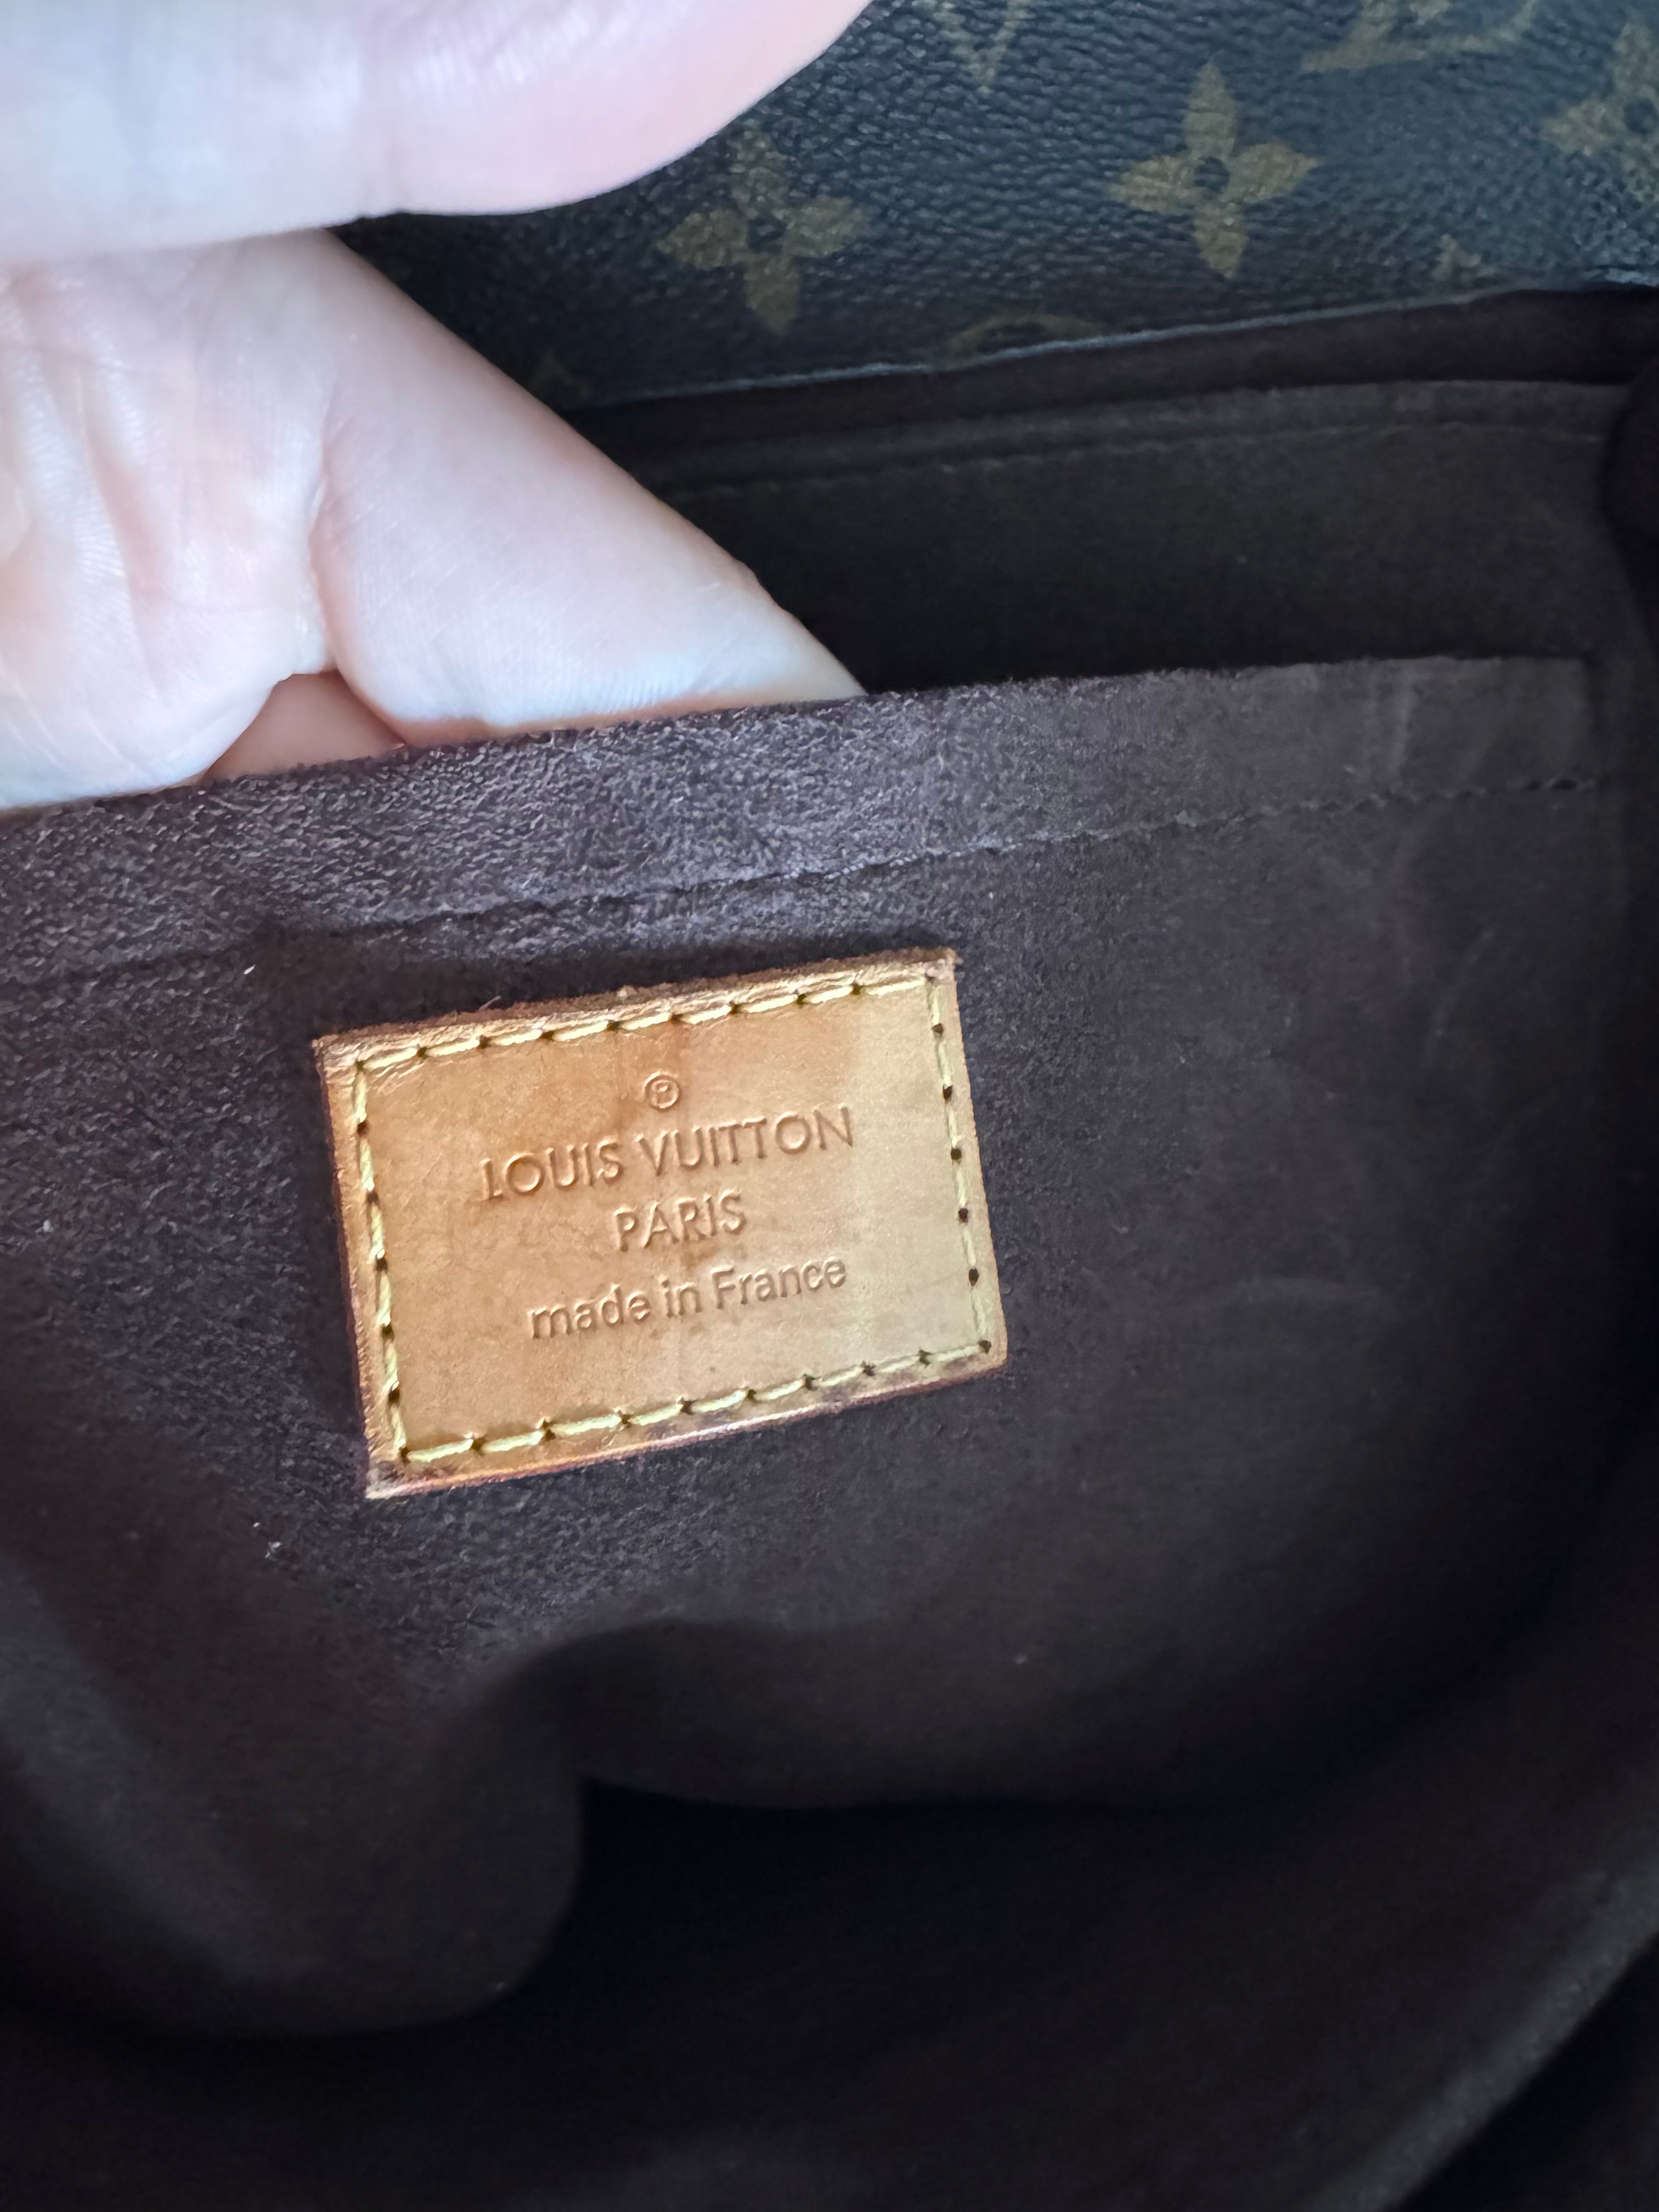 ®
LOUIS VUITTON
PARIS
made in France